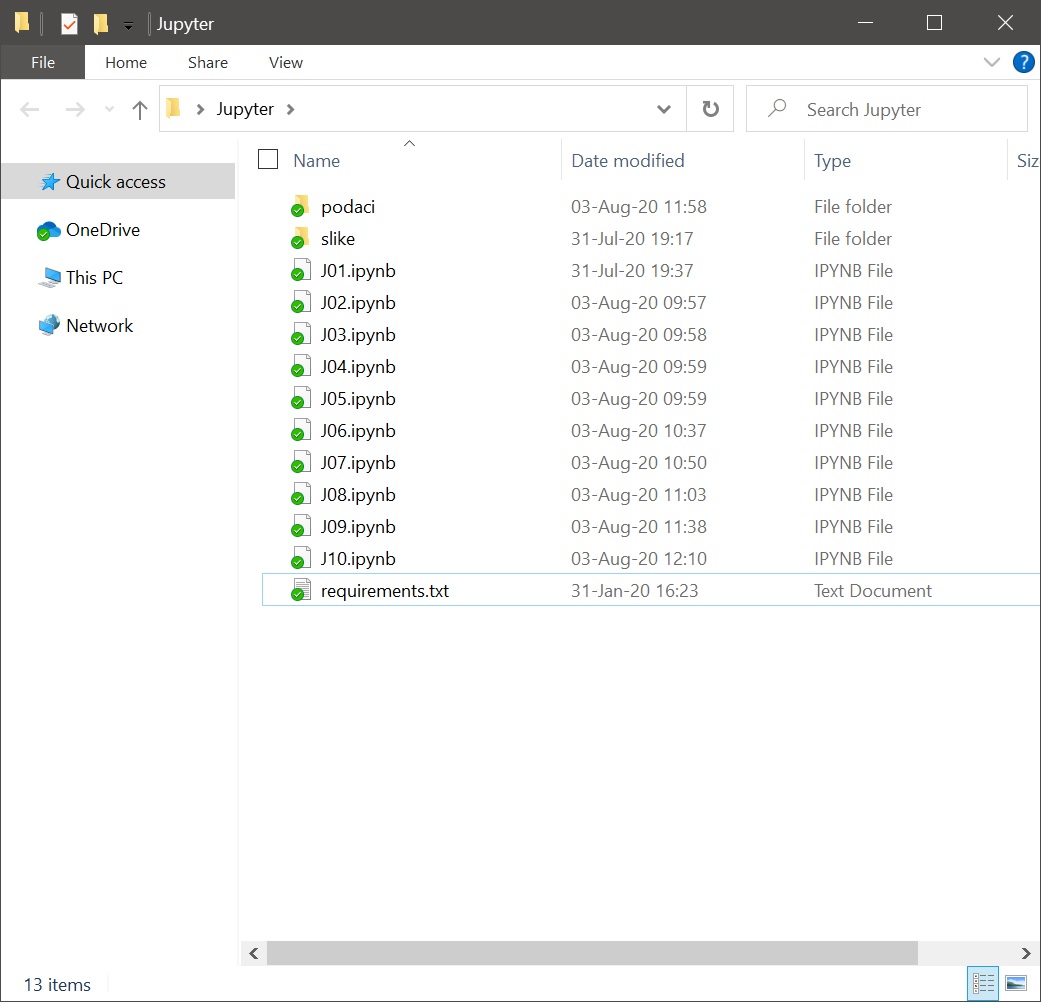 Jupyter
File Home Share View ?
Jupyter Search Jupyter
Name Date modified Type Siz
Quick access
OneDrive
This PC
Network
podaci 03-Aug-20 11:58 File folder
slike 31-Jul-20 19:17 File folder
J01.ipynb 31-Jul-20 19:37 IPYNB File
J02.ipynb 03-Aug-20 09:57 IPYNB File
J03.ipynb 03-Aug-20 09:58 IPYNB File
J04.ipynb 03-Aug-20 09:59 IPYNB File
J05.ipynb 03-Aug-20 09:59 IPYNB File
J06.ipynb 03-Aug-20 10:37 IPYNB File
J07.ipynb 03-Aug-20 10:50 IPYNB File
J08.ipynb 03-Aug-20 11:03 IPYNB File
J09.ipynb 03-Aug-20 11:38 IPYNB File
J10.ipynb 03-Aug-20 12:10 IPYNB File
requirements.txt 31-Jan-20 16:23 Text Document
13 items